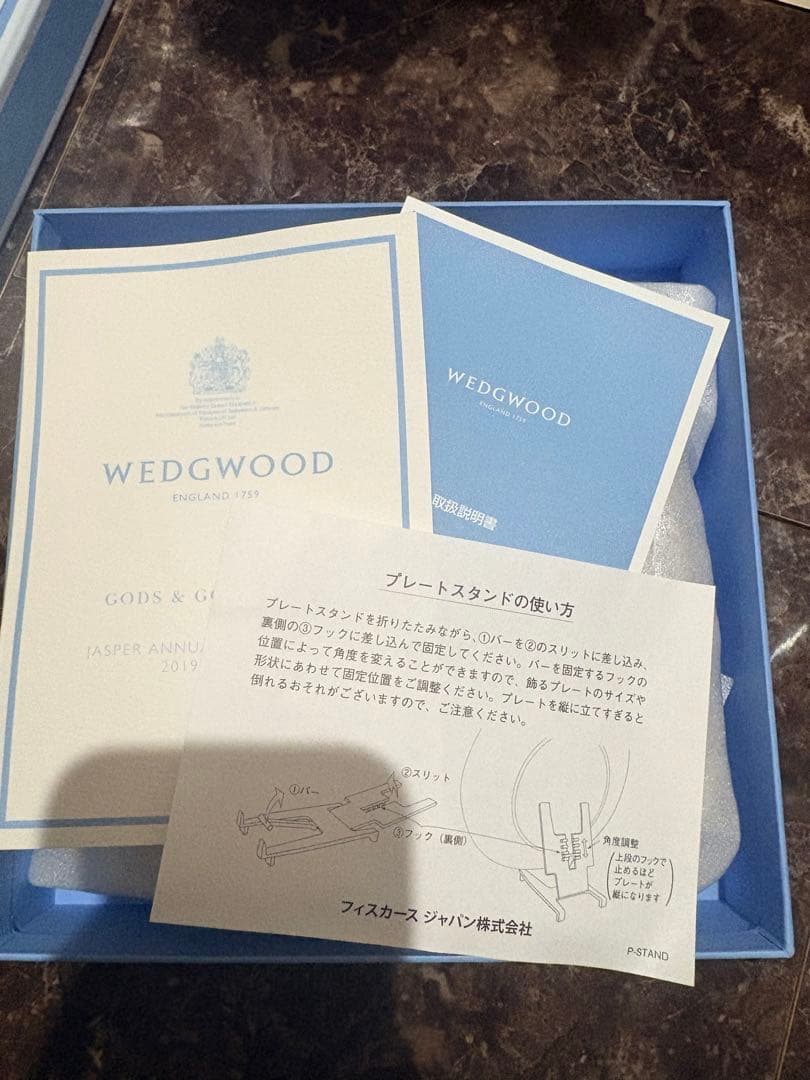 WEDGWOOD
ENGLAND 1759
GODS &
JASPER ANNU
2019
WEDGWOOD
ENGLAND 1759
取扱説明書
プレートスタンドの使い方
プレートスタンドを折りたたみながら、①バーを②のスリットに差し込み、
裏側の③フックに差し込んで固定してください。バーを固定するフックの
位置によって角度を変えることができますので、飾るプレートのサイズや
形状にあわせて固定位置をご調整ください。プレートを縦に立てすぎると
倒れるおそれがございますので、ご注意ください。
①バー
②スリット
③フック（裏側）
角度調整
（上段のフックで
止めるほど
プレートが
縦になります）
フィスカース ジャパン株式会社
P-STAND